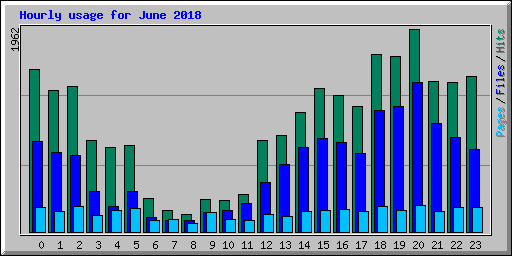 Hourly usage for June 2018
1962
Pages / Files / Hits
0 1 2 3 4 5 6 7 8 9 10 11 12 13 14 15 16 17 18 19 20 21 22 23